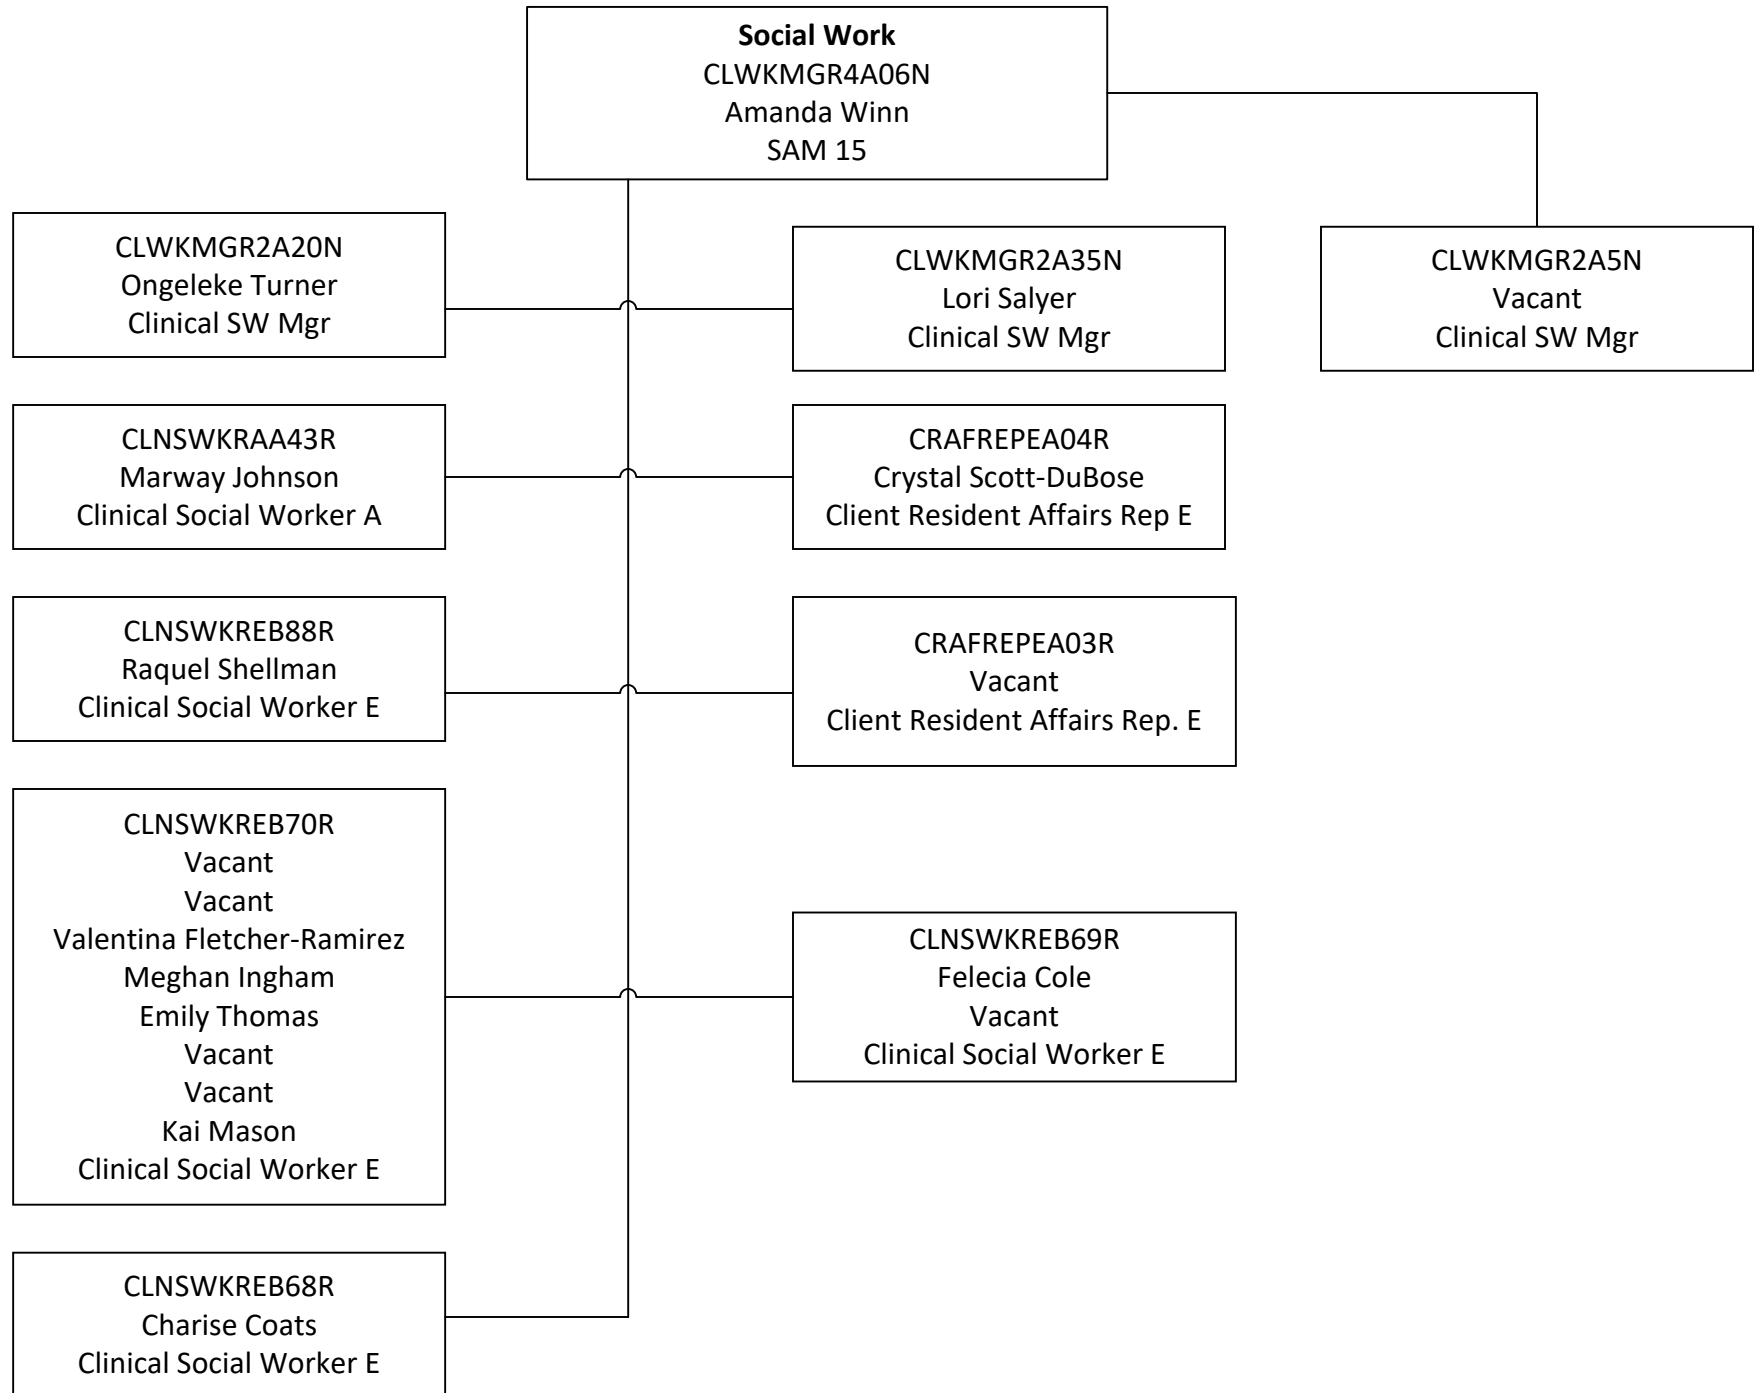 Social Work
CLWKMGR4A06N
Amanda Winn
SAM 15
CLWKMGR2A20N
Ongeleke Turner
Clinical SW Mgr
CLWKMGR2A35N
Lori Salyer
Clinical SW Mgr
CLWKMGR2A5N
Vacant
Clinical SW Mgr
CLNSWKRAA43R
Marway Johnson
Clinical Social Worker A
CRAFREPEA04R
Crystal Scott-DuBose
Client Resident Affairs Rep E
CLNSWKREB88R
Raquel Shellman
Clinical Social Worker E
CRAFREPEA03R
Vacant
Client Resident Affairs Rep. E
CLNSWKREB70R
Vacant
Vacant
Valentina Fletcher-Ramirez
Meghan Ingham
Emily Thomas
Vacant
Vacant
Kai Mason
Clinical Social Worker E
CLNSWKREB69R
Felecia Cole
Vacant
Clinical Social Worker E
CLNSWKREB68R
Charise Coats
Clinical Social Worker E